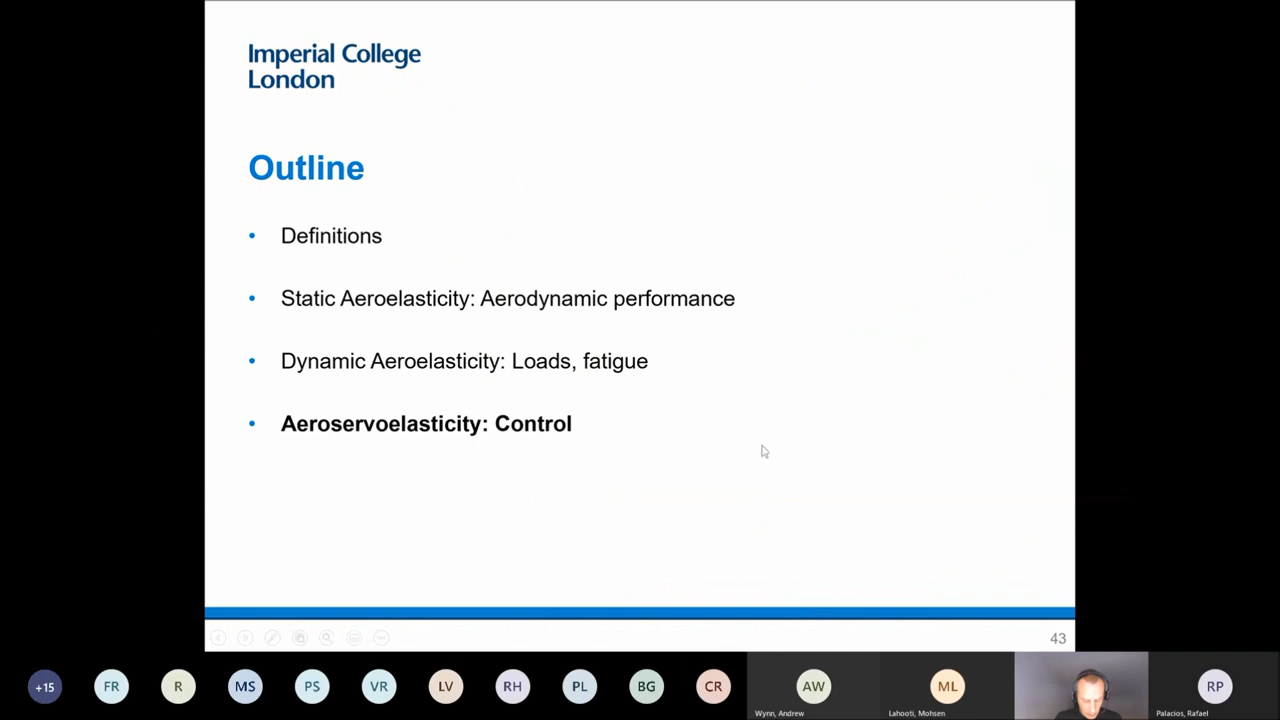 Imperial College
London
Outline
• Definitions
• Static Aeroelasticity: Aerodynamic performance
• Dynamic Aeroelasticity: Loads, fatigue
• Aeroservoelasticity: Control
43
+15
FR
R
MS
PS
VR
LV
RH
PL
BG
CR
AW
Wynn, Andrew
ML
Lahooti, Mohsen
RP
Palacios, Rafael